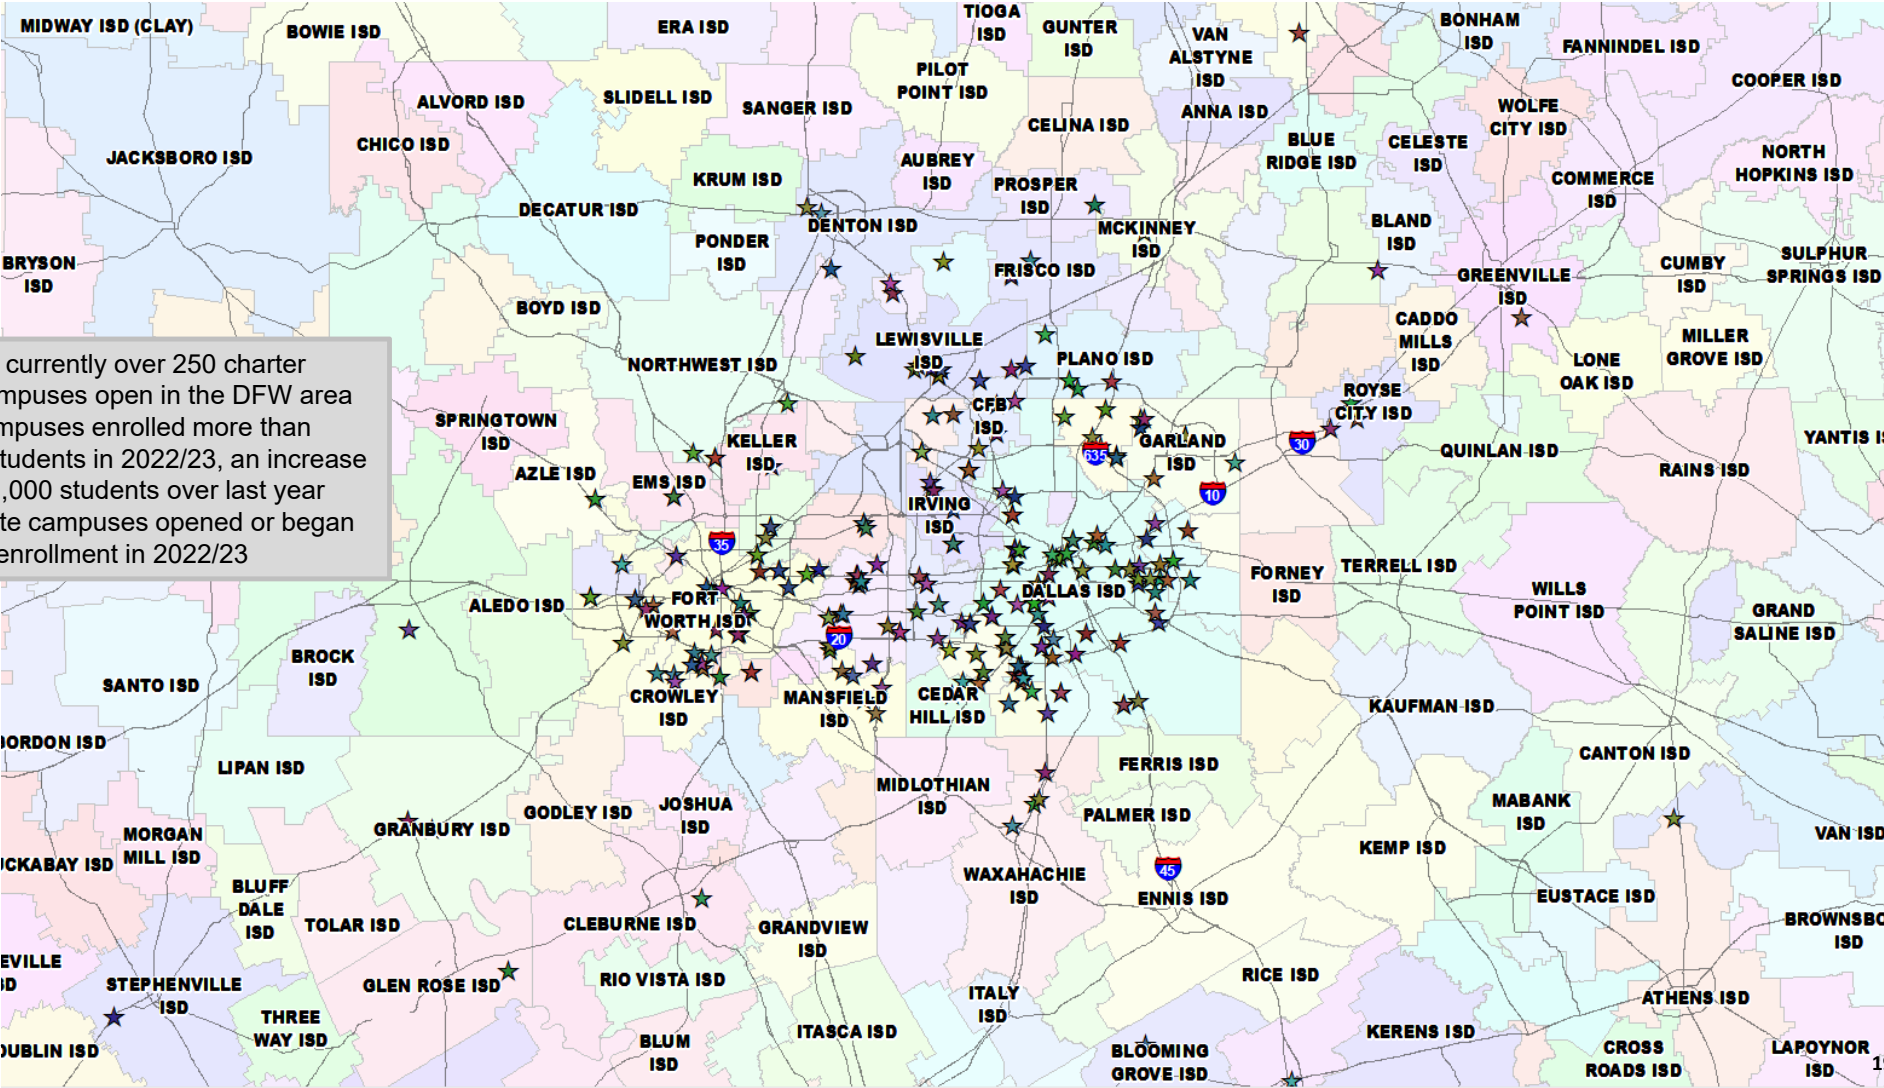 MIDWAY ISD (CLAY)
BOWIE ISD
ERA ISD
TIOGA
ISD
GUNTER
ISD
VAN
ALSTYNE
ISD
BONHAM
ISD
FANNINDEL ISD
COOPER ISD
ALVORD ISD
SLIDELL ISD
SANGER ISD
PILOT
POINT ISD
CELINA ISD
ANNA ISD
WOLFE
CITY ISD
JACKSBORO ISD
CHICO ISD
KRUM ISD
AUBREY
ISD
PROSPER
ISD
BLUE
RIDGE ISD
CELESTE
ISD
COMMERCE
ISD
NORTH
HOPKINS ISD
DECATUR ISD
DENTON ISD
PONDER
ISD
MCKINNEY
ISD
BLAND
ISD
BRYSON
ISD
FRISCO ISD
GREENVILLE
ISD
CUMBY
ISD
SULPHUR
SPRINGS ISD
BOYD ISD
LEWISVILLE
ISD
CADDO
MILLS
ISD
MILLER
GROVE ISD
currently over 250 charter
mpuses open in the DFW area
mpuses enrolled more than
tudents in 2022/23, an increase
,000 students over last year
te campuses opened or began
enrollment in 2022/23
NORTHWEST ISD
PLANO ISD
LONE
OAK ISD
SPRINGTOWN
ISD
CFB
ISD
ROYSE
CITY ISD
KELLER
ISD
GARLAND
ISD
635
30
QUINLAN ISD
YANTIS I
AZLE ISD
EMS ISD
RAINS ISD
10
IRVING
ISD
35
ALEDO ISD
FORT
WORTH ISD
DALLAS ISD
FORNEY
ISD
TERRELL ISD
WILLS
POINT ISD
GRAND
SALINE ISD
20
BROCK
ISD
SANTO ISD
CROWLEY
ISD
MANSFIELD
ISD
CEDAR
HILL ISD
KAUFMAN ISD
GORDON ISD
LIPAN ISD
FERRIS ISD
CANTON ISD
MIDLOTHIAN
ISD
GODLEY ISD
JOSHUA
ISD
PALMER ISD
MABANK
ISD
GRANBURY ISD
MORGAN
MILL ISD
VAN ISD
UCKABAY ISD
KEMP ISD
WAXAHACHIE
ISD
45
ENNIS ISD
EUSTACE ISD
BLUFF
DALE
ISD
TOLAR ISD
CLEBURNE ISD
GRANDVIEW
ISD
BROWNSBO
ISD
EVILLE
SD
STEPHENVILLE
ISD
GLEN ROSE ISD
RIO VISTA ISD
RICE ISD
ITALY
ISD
ATHENS ISD
THREE
WAY ISD
ITASCA ISD
KERENS ISD
DUBLIN ISD
BLUM
ISD
BLOOMING
GROVE ISD
CROSS
ROADS ISD
LAPOYNOR
ISD